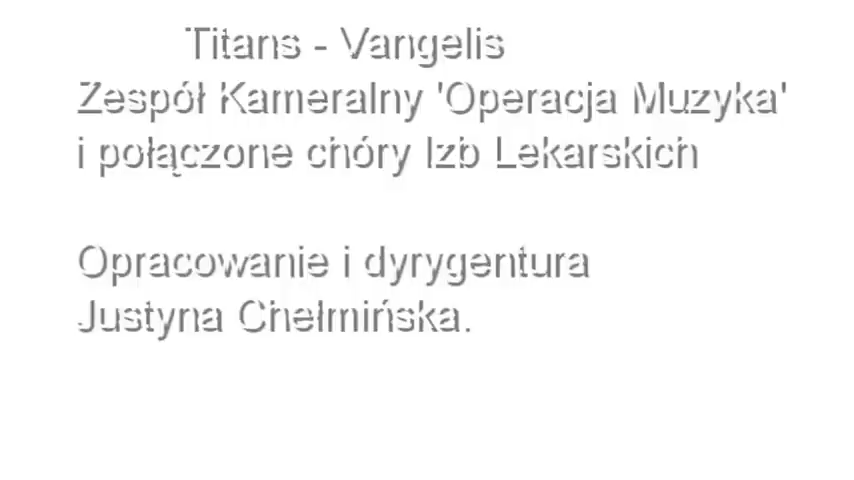 Titans - Vangelis
Zespół Kameralny 'Operacja Muzyka'
i połączone chóry Izb Lekarskich
Opracowanie i dyrygentura
Justyna Chełmińska.